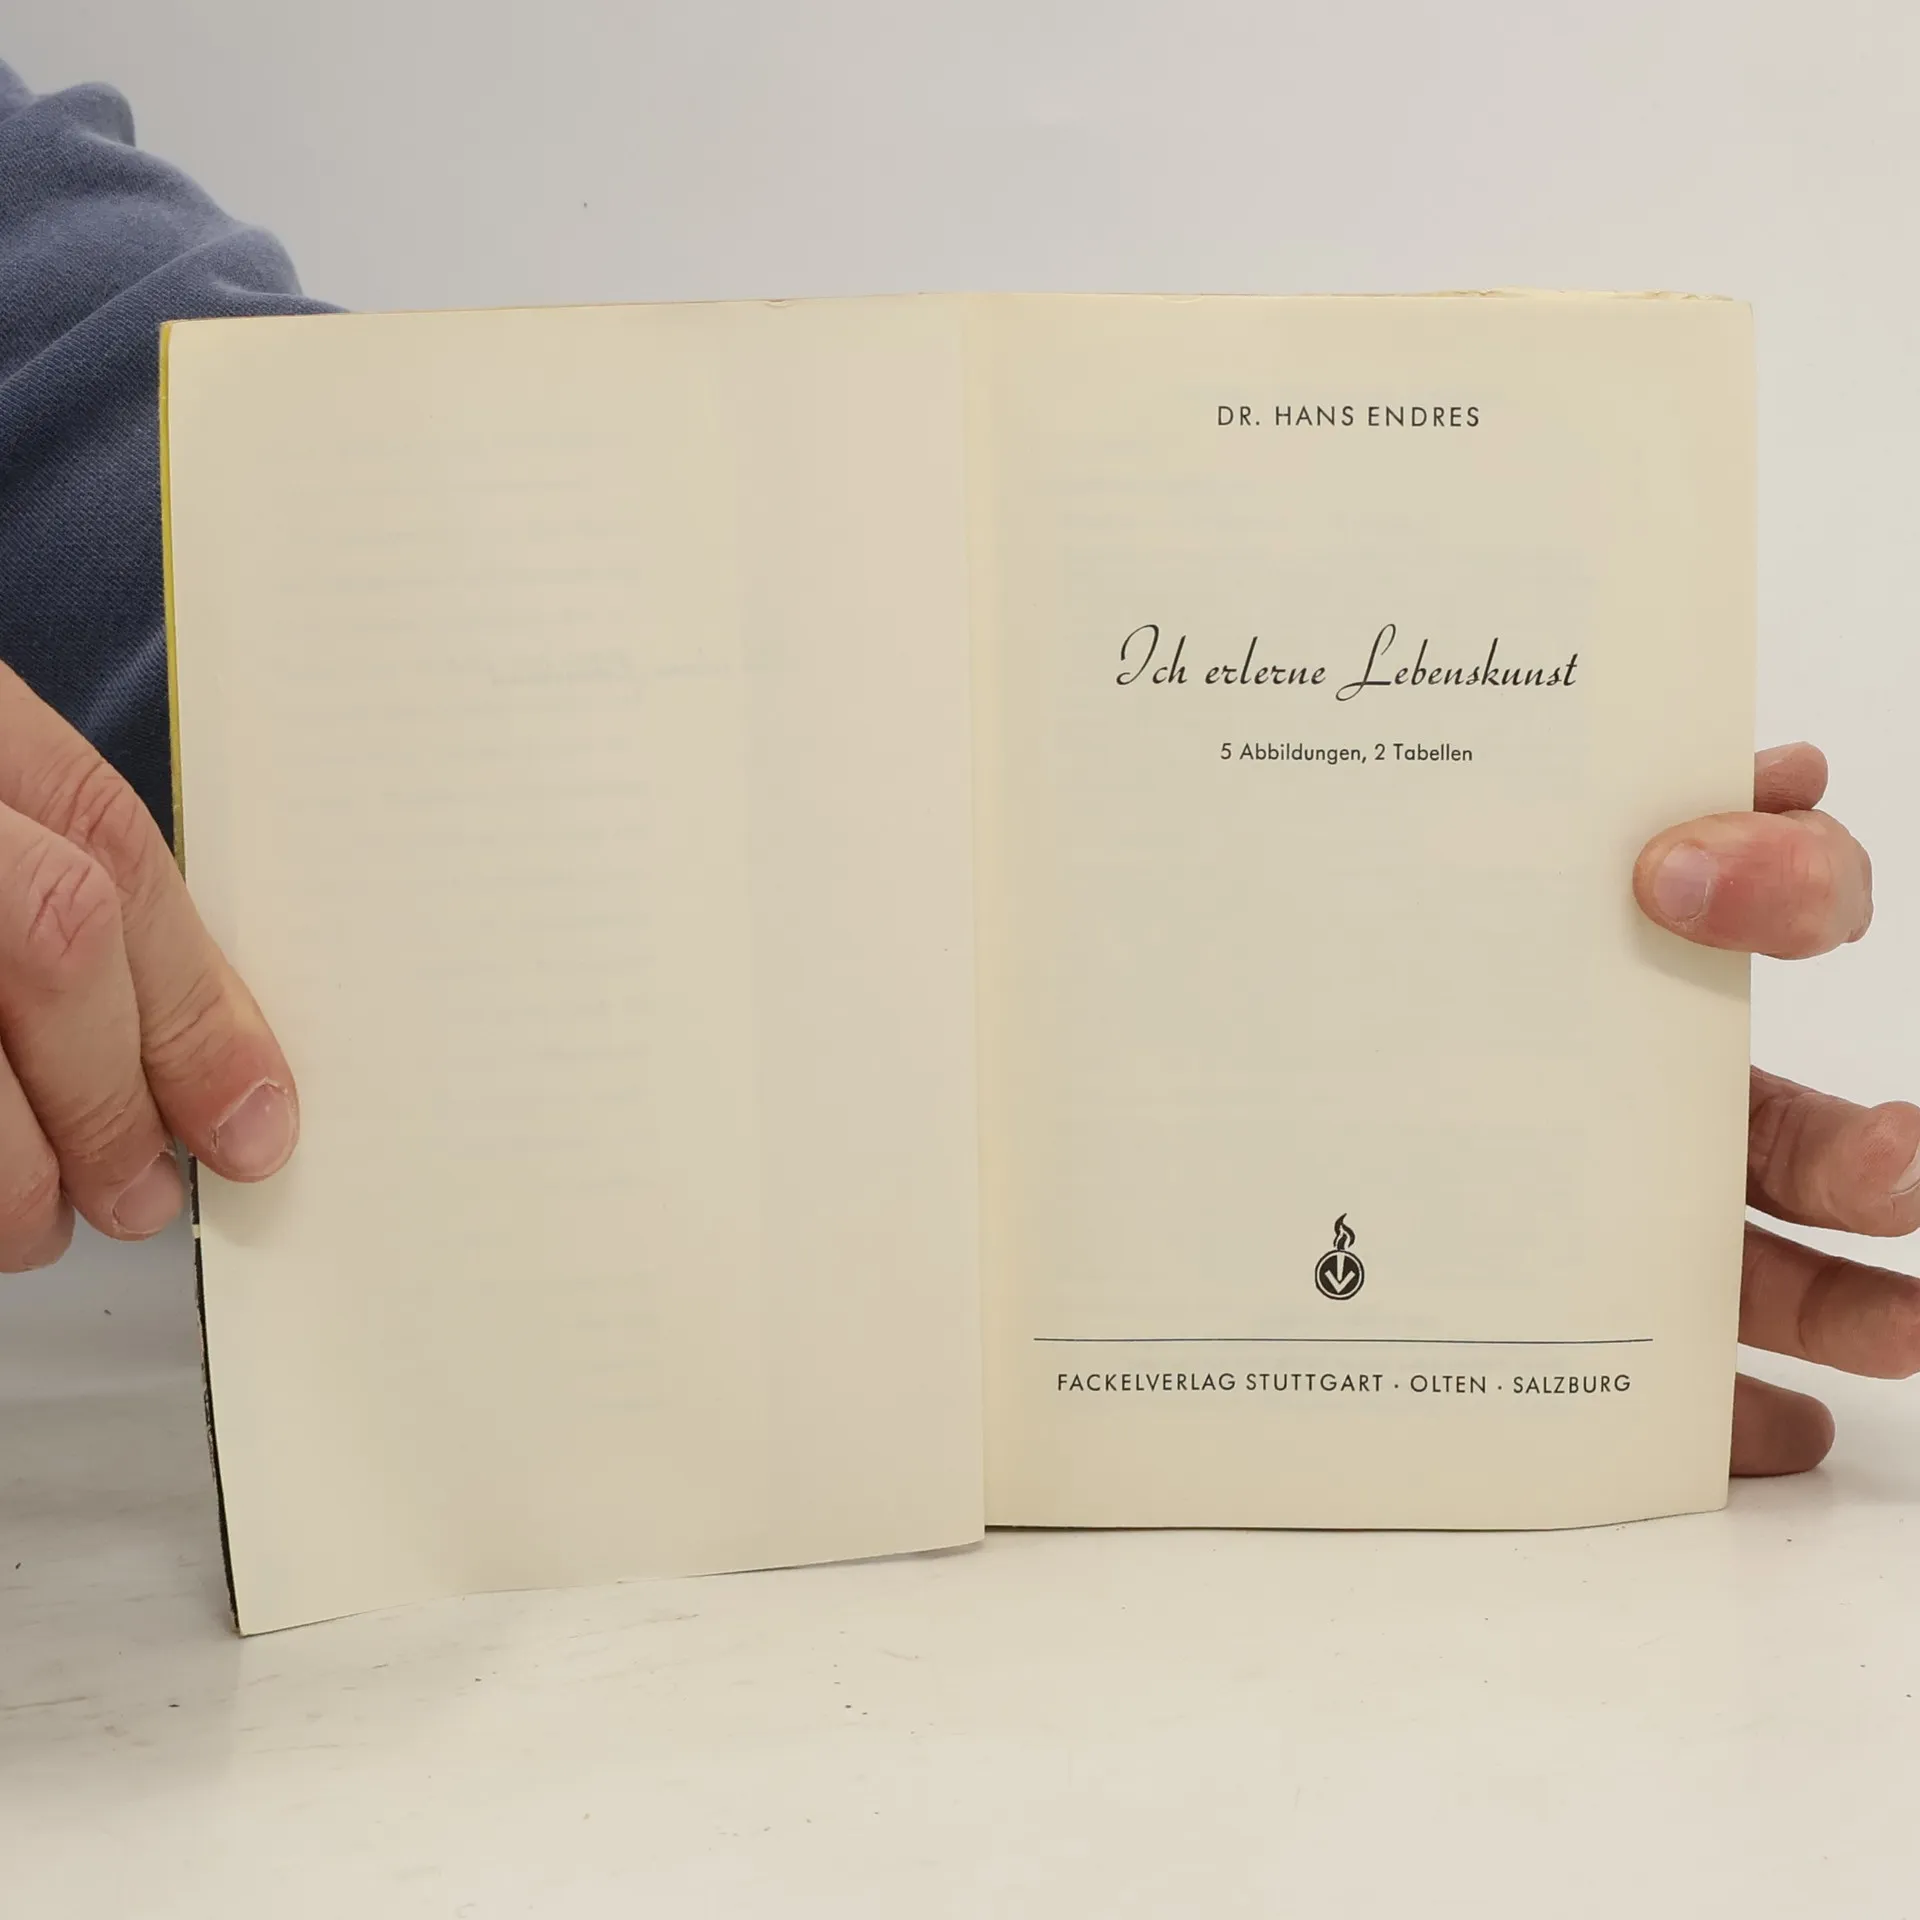 DR. HANS ENDRES
Ich erlerne Lebenskunst
5 Abbildungen, 2 Tabellen
FACKELVERLAG STUTTGART · OLTEN · SALZBURG